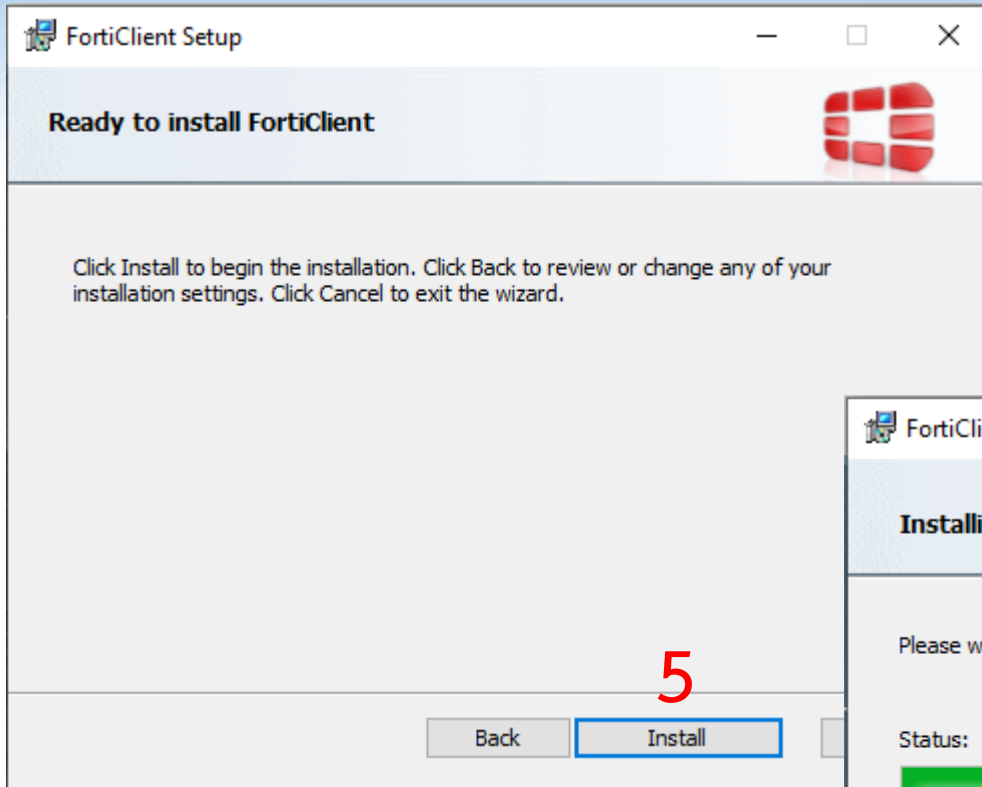 FortiClient Setup
Ready to install FortiClient
Click Install to begin the installation. Click Back to review or change any of your
installation settings. Click Cancel to exit the wizard.
5
Back
Install
FortiCli
Installi
Please w
Status: